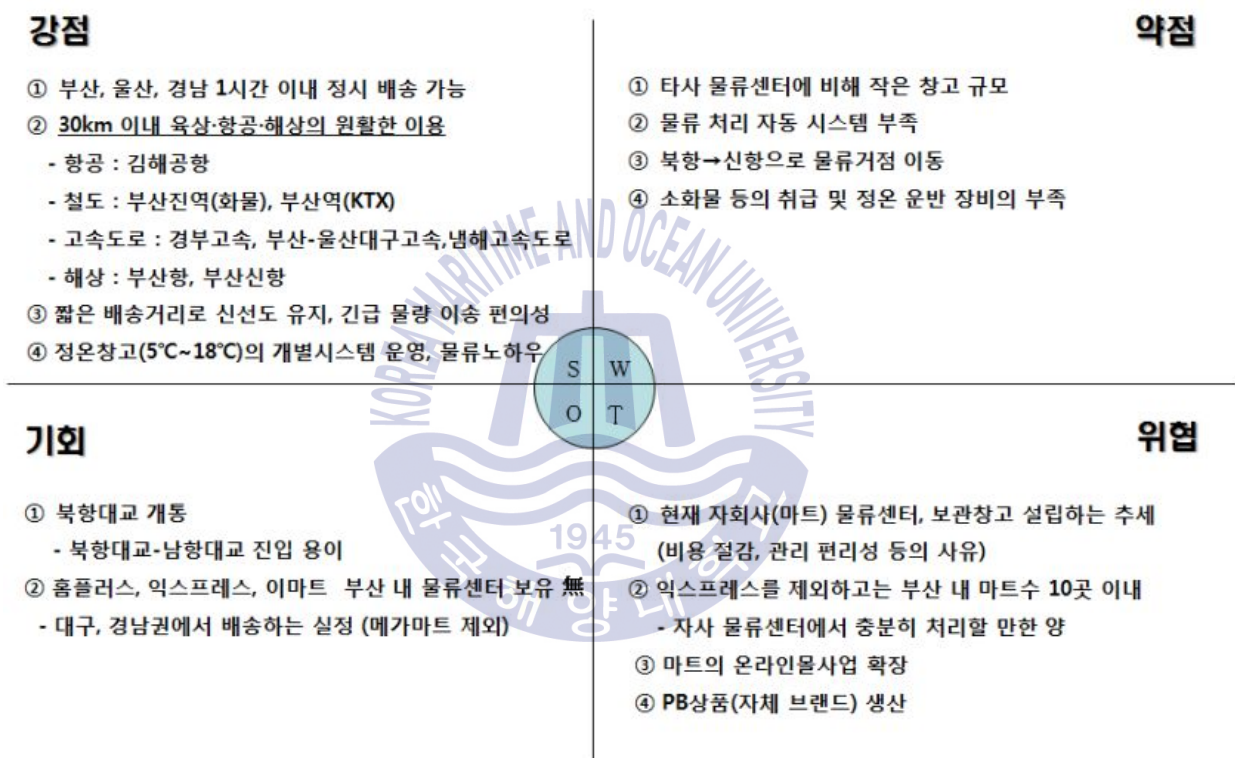 강점
① 부산, 울산, 경남 1시간 이내 정시 배송 가능
② 30km 이내 육상·항공·해상의 원활한 이용
- 항공 : 김해공항
- 철도 : 부산진역(화물), 부산역(KTX)
- 고속도로 : 경부고속, 부산-울산대구고속,냄해고속도로
- 해상 : 부산항, 부산신항
③ 짧은 배송거리로 신선도 유지, 긴급 물량 이송 편의성
④ 정온창고(5℃~18℃)의 개별시스템 운영, 물류노하우
약점
① 타사 물류센터에 비해 작은 창고 규모
② 물류 처리 자동 시스템 부족
③ 북항→신항으로 물류거점 이동
④ 소화물 등의 취급 및 정온 운반 장비의 부족
S W
O T
기회
① 북항대교 개통
- 북항대교-남항대교 진입 용이
② 홈플러스, 익스프레스, 이마트 부산 내 물류센터 보유 無
- 대구, 경남권에서 배송하는 실정 (메가마트 제외)
위협
① 현재 자회사(마트) 물류센터, 보관창고 설립하는 추세
(비용 절감, 관리 편리성 등의 사유)
② 익스프레스를 제외하고는 부산 내 마트수 10곳 이내
- 자사 물류센터에서 충분히 처리할 만한 양
③ 마트의 온라인몰사업 확장
④ PB상품(자체 브랜드) 생산
KOREA MARITIME AND OCEAN UNIVERSITY
1945
한국해양대학교